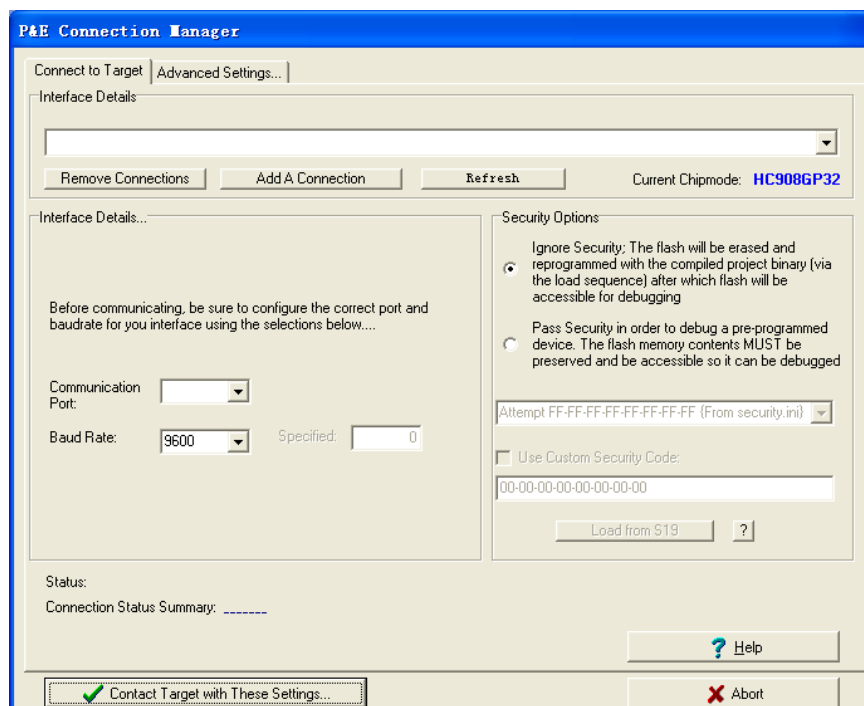 P&E Connection Manager
Connect to Target
Advanced Settings...
Interface Details
Remove Connections
Add A Connection
Refresh
Current Chipmode: HC908GP32
Interface Details...
Before communicating, be sure to configure the correct port and
baudrate for you interface using the selections below....
Communication
Port:
Baud Rate:
9600
Specified:
0
Security Options
Ignore Security; The flash will be erased and
reprogrammed with the compiled project binary (via
the load sequence) after which flash will be
accessible for debugging
Pass Security in order to debug a pre-programmed
device. The flash memory contents MUST be
preserved and be accessible so it can be debugged
Attempt FF-FF-FF-FF-FF-FF-FF-FF (From security.ini)
Use Custom Security Code:
00-00-00-00-00-00-00-00
Load from S19
?
Status:
Connection Status Summary: _______
? Help
Contact Target with These Settings...
Abort